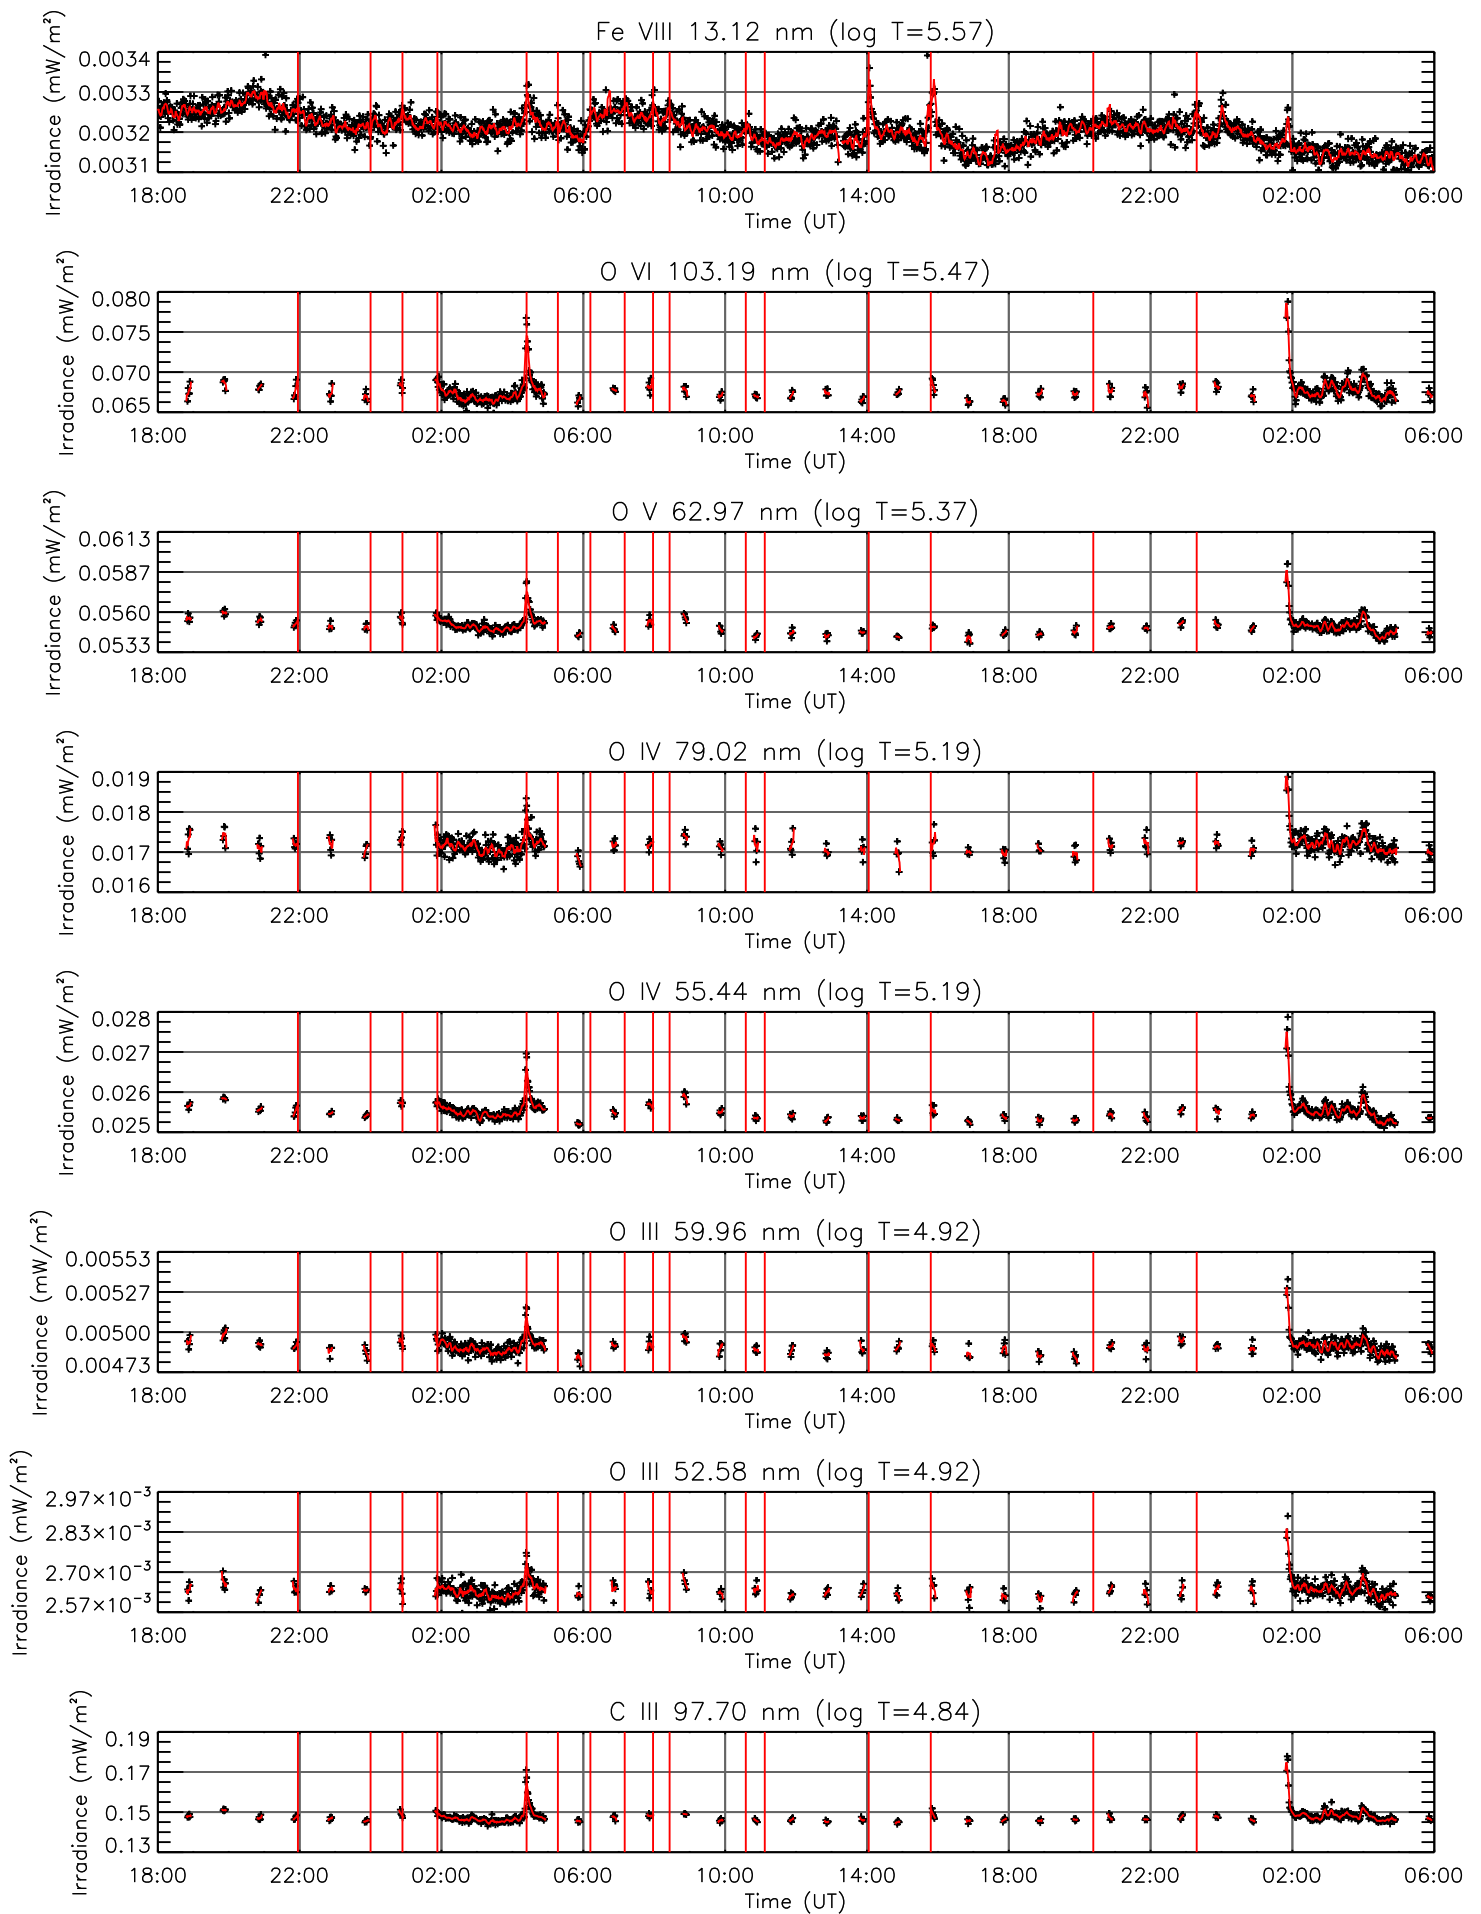 Fe VIII 13.12 nm (log T=5.57)
Irradiance (mW/m²)
0.0034
0.0033
0.0032
0.0031
18:00 22:00 02:00 06:00 10:00 14:00 18:00 22:00 02:00 06:00
Time (UT)
O VI 103.19 nm (log T=5.47)
Irradiance (mW/m²)
0.080
0.075
0.070
0.065
18:00 22:00 02:00 06:00 10:00 14:00 18:00 22:00 02:00 06:00
Time (UT)
O V 62.97 nm (log T=5.37)
Irradiance (mW/m²)
0.0613
0.0587
0.0560
0.0533
18:00 22:00 02:00 06:00 10:00 14:00 18:00 22:00 02:00 06:00
Time (UT)
O IV 79.02 nm (log T=5.19)
Irradiance (mW/m²)
0.019
0.018
0.017
0.016
18:00 22:00 02:00 06:00 10:00 14:00 18:00 22:00 02:00 06:00
Time (UT)
O IV 55.44 nm (log T=5.19)
Irradiance (mW/m²)
0.028
0.027
0.026
0.025
18:00 22:00 02:00 06:00 10:00 14:00 18:00 22:00 02:00 06:00
Time (UT)
O III 59.96 nm (log T=4.92)
Irradiance (mW/m²)
0.00553
0.00527
0.00500
0.00473
18:00 22:00 02:00 06:00 10:00 14:00 18:00 22:00 02:00 06:00
Time (UT)
O III 52.58 nm (log T=4.92)
Irradiance (mW/m²)
2.97×10⁻³
2.83×10⁻³
2.70×10⁻³
2.57×10⁻³
18:00 22:00 02:00 06:00 10:00 14:00 18:00 22:00 02:00 06:00
Time (UT)
C III 97.70 nm (log T=4.84)
Irradiance (mW/m²)
0.19
0.17
0.15
0.13
18:00 22:00 02:00 06:00 10:00 14:00 18:00 22:00 02:00 06:00
Time (UT)